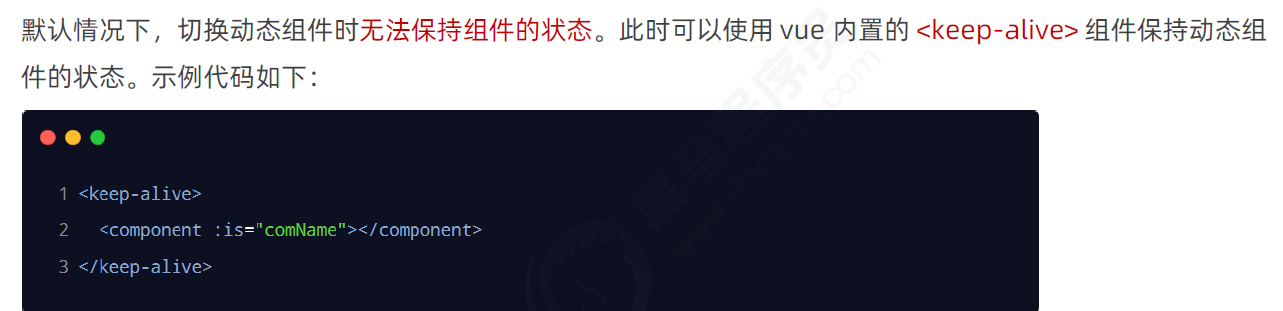 默认情况下，切换动态组件时无法保持组件的状态。此时可以使用 vue 内置的 <keep-alive> 组件保持动态组
件的状态。示例代码如下：
1 <keep-alive>
2   <component :is="comName"></component>
3 </keep-alive>
黑马程序员
www.itheima.com